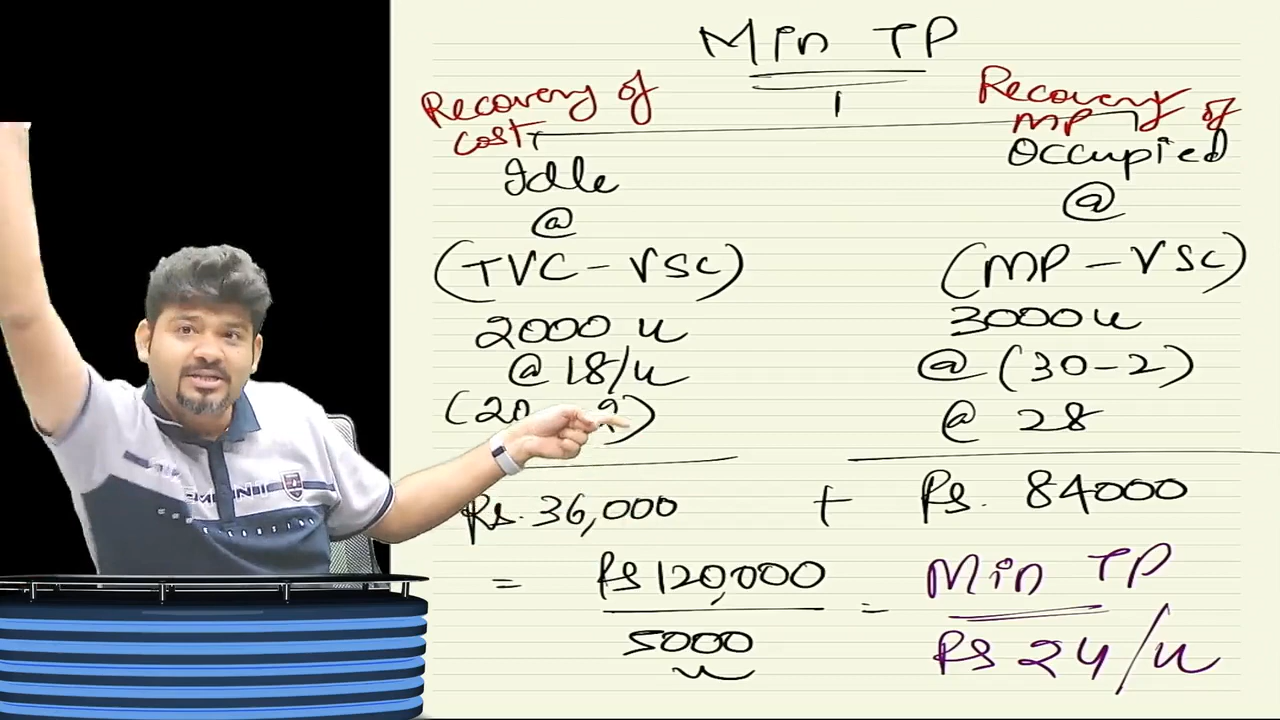 Min TP
Recovery of
cost
Idle
@
(TVC - VSC)
2000 u
@ 18/u
(20
Rs. 36,000
Recovery of
MP
Occupied
@
(MP - VSC)
3000 u
@ (30-2)
@ 28
+ Rs. 84000
= Rs 120,000
5000
u
= Min TP
Rs 24/u